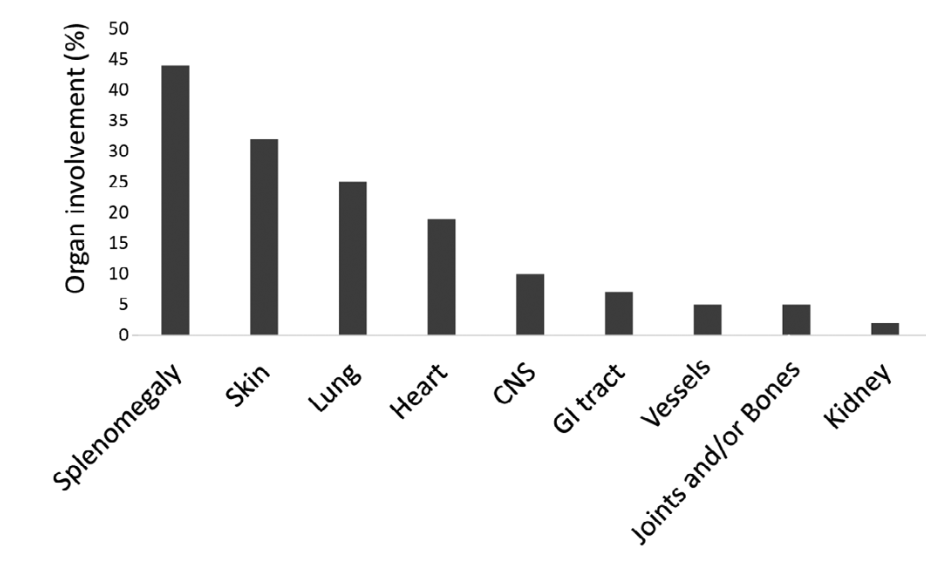 Organ involvement (%)
50
45
40
35
30
25
20
15
10
5
0
Splenomegaly
Skin
Lung
Heart
CNS
GI tract
Vessels
Joints and/or Bones
Kidney